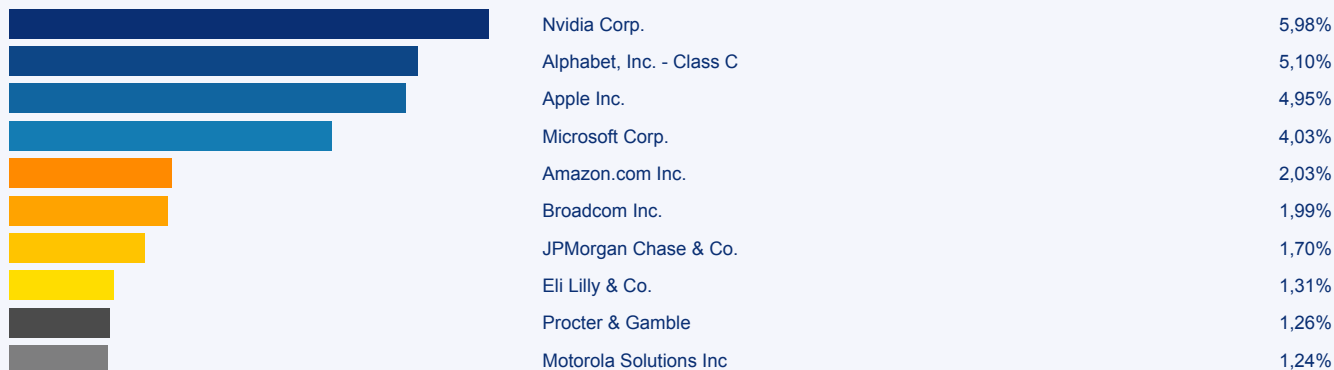 Nvidia Corp. 5,98%
Alphabet, Inc. - Class C 5,10%
Apple Inc. 4,95%
Microsoft Corp. 4,03%
Amazon.com Inc. 2,03%
Broadcom Inc. 1,99%
JPMorgan Chase & Co. 1,70%
Eli Lilly & Co. 1,31%
Procter & Gamble 1,26%
Motorola Solutions Inc 1,24%